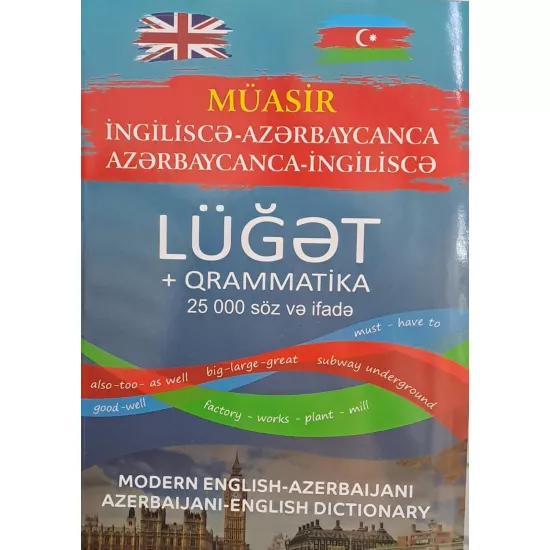 MÜASİR
İNGİLİSCƏ-AZƏRBAYCANCA
AZƏRBAYCANCA-İNGİLİSCƏ
LÜĞƏT
+ QRAMMATİKA
25 000 söz və ifadə
must - have to
big-large-great
subway underground
also-too- as well
good-well
factory - works - plant - mill
MODERN ENGLISH-AZERBAIJANI
AZERBAIJANI-ENGLISH DICTIONARY